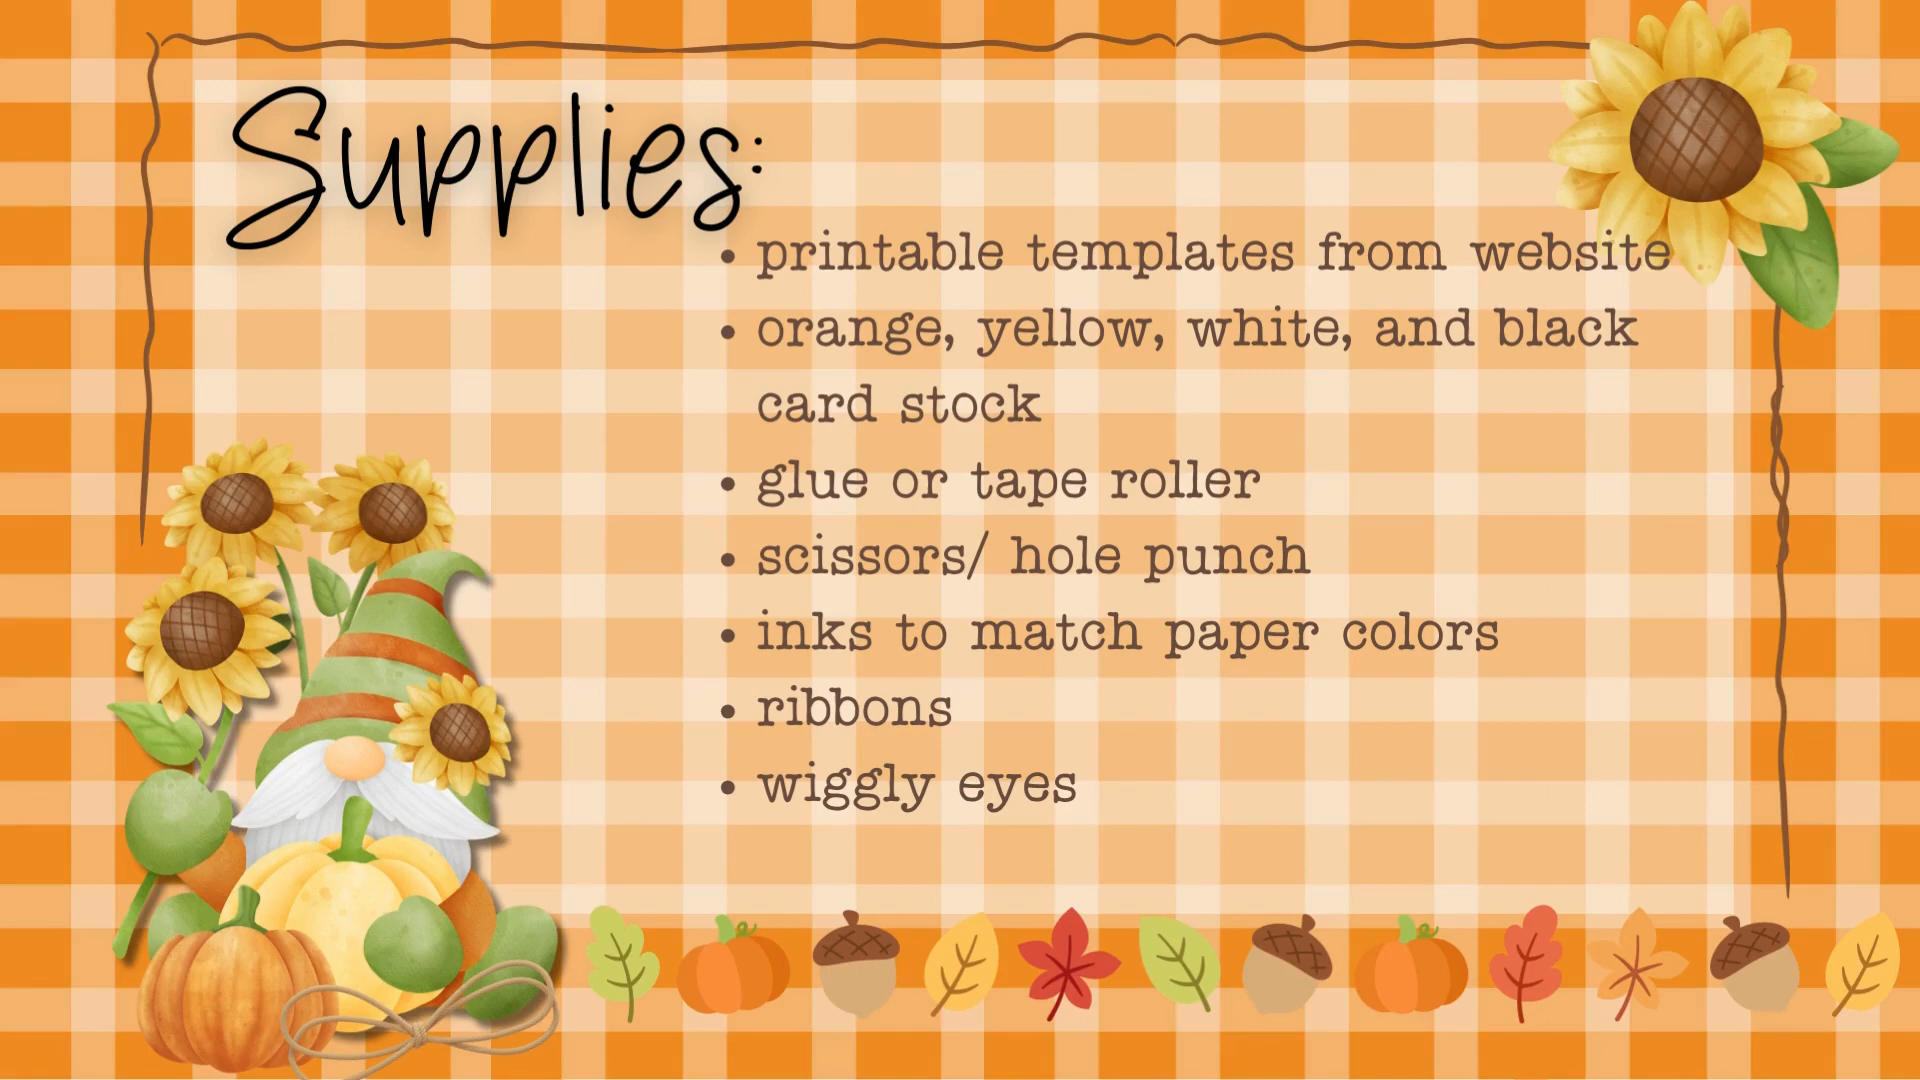 Supplies:
• printable templates from website
• orange, yellow, white, and black
card stock
• glue or tape roller
• scissors/ hole punch
• inks to match paper colors
• ribbons
• wiggly eyes